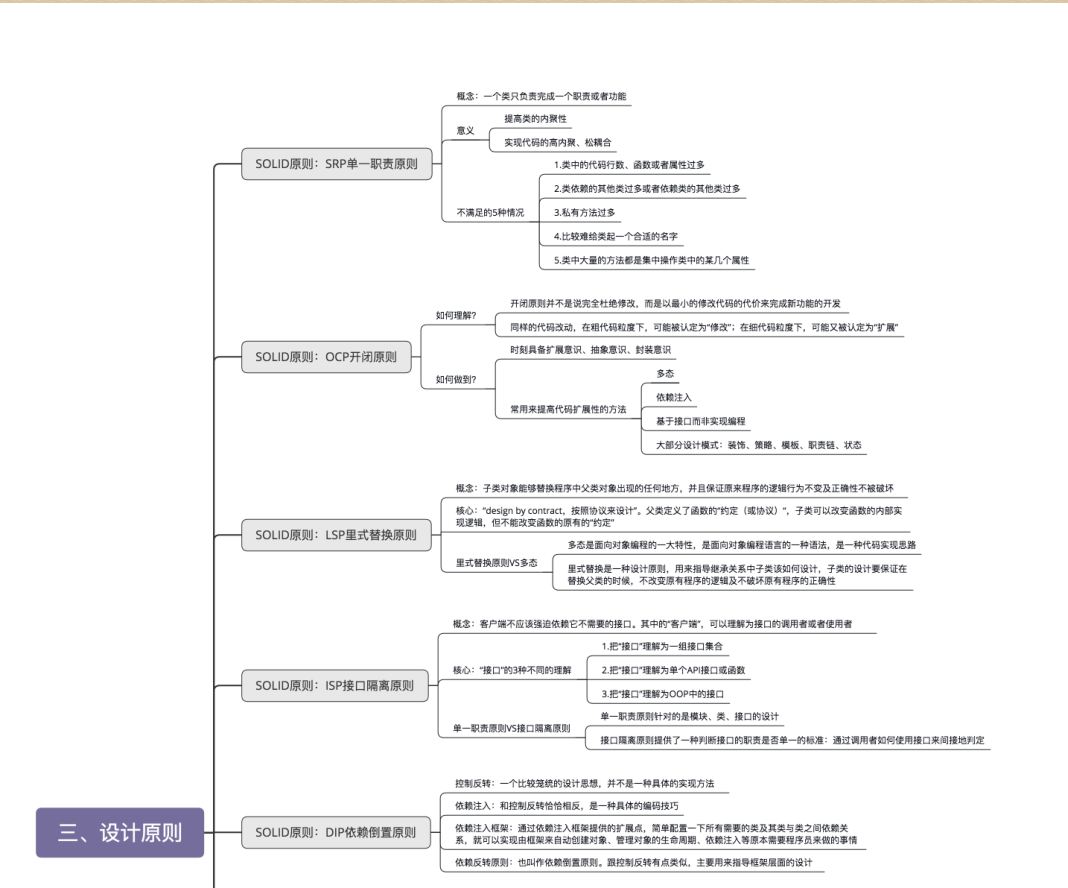 概念：一个类只负责完成一个职责或者功能
提高类的内聚性
意义
实现代码的高内聚、松耦合
SOLID原则：SRP单一职责原则
1.类中的代码行数、函数或者属性过多
2.类依赖的其他类过多或者依赖类的其他类过多
不满足的5种情况
3.私有方法过多
4.比较难给类起一个合适的名字
5.类中大量的方法都是集中操作类中的某几个属性
开闭原则并不是说完全杜绝修改，而是以最小的修改代码的代价来完成新功能的开发
如何理解？
同样的代码改动，在粗代码粒度下，可能被认定为“修改”；在细代码粒度下，可能又被认定为“扩展”
SOLID原则：OCP开闭原则
时刻具备扩展意识、抽象意识、封装意识
如何做到？
多态
依赖注入
常用来提高代码扩展性的方法
基于接口而非实现编程
大部分设计模式：装饰、策略、模板、职责链、状态
概念：子类对象能够替换程序中父类对象出现的任何地方，并且保证原来程序的逻辑行为不变及正确性不被破坏
核心：“design by contract，按照协议来设计”。父类定义了函数的“约定（或协议）”，子类可以改变函数的内部实
现逻辑，但不能改变函数的原有的“约定”
SOLID原则：LSP里式替换原则
多态是面向对象编程的一大特性，是面向对象编程语言的一种语法，是一种代码实现思路
里式替换原则VS多态
里式替换是一种设计原则，用来指导继承关系中子类该如何设计，子类的设计要保证在
替换父类的时候，不改变原有程序的逻辑及不破坏原有程序的正确性
概念：客户端不应该强迫依赖它不需要的接口。其中的“客户端”，可以理解为接口的调用者或者使用者
1.把“接口”理解为一组接口集合
核心：“接口”的3种不同的理解
2.把“接口”理解为单个API接口或函数
SOLID原则：ISP接口隔离原则
3.把“接口”理解为OOP中的接口
单一职责原则针对的是模块、类、接口的设计
单一职责原则VS接口隔离原则
接口隔离原则提供了一种判断接口的职责是否单一的标准：通过调用者如何使用接口来间接地判定
控制反转：一个比较笼统的设计思想，并不是一种具体的实现方法
依赖注入：和控制反转恰恰相反，是一种具体的编码技巧
三、设计原则
SOLID原则：DIP依赖倒置原则
依赖注入框架：通过依赖注入框架提供的扩展点，简单配置一下所有需要的类及其类与类之间依赖关
系，就可以实现由框架来自动创建对象、管理对象的生命周期、依赖注入等原本需要程序员来做的事情
依赖反转原则：也叫作依赖倒置原则。跟控制反转有点类似，主要用来指导框架层面的设计